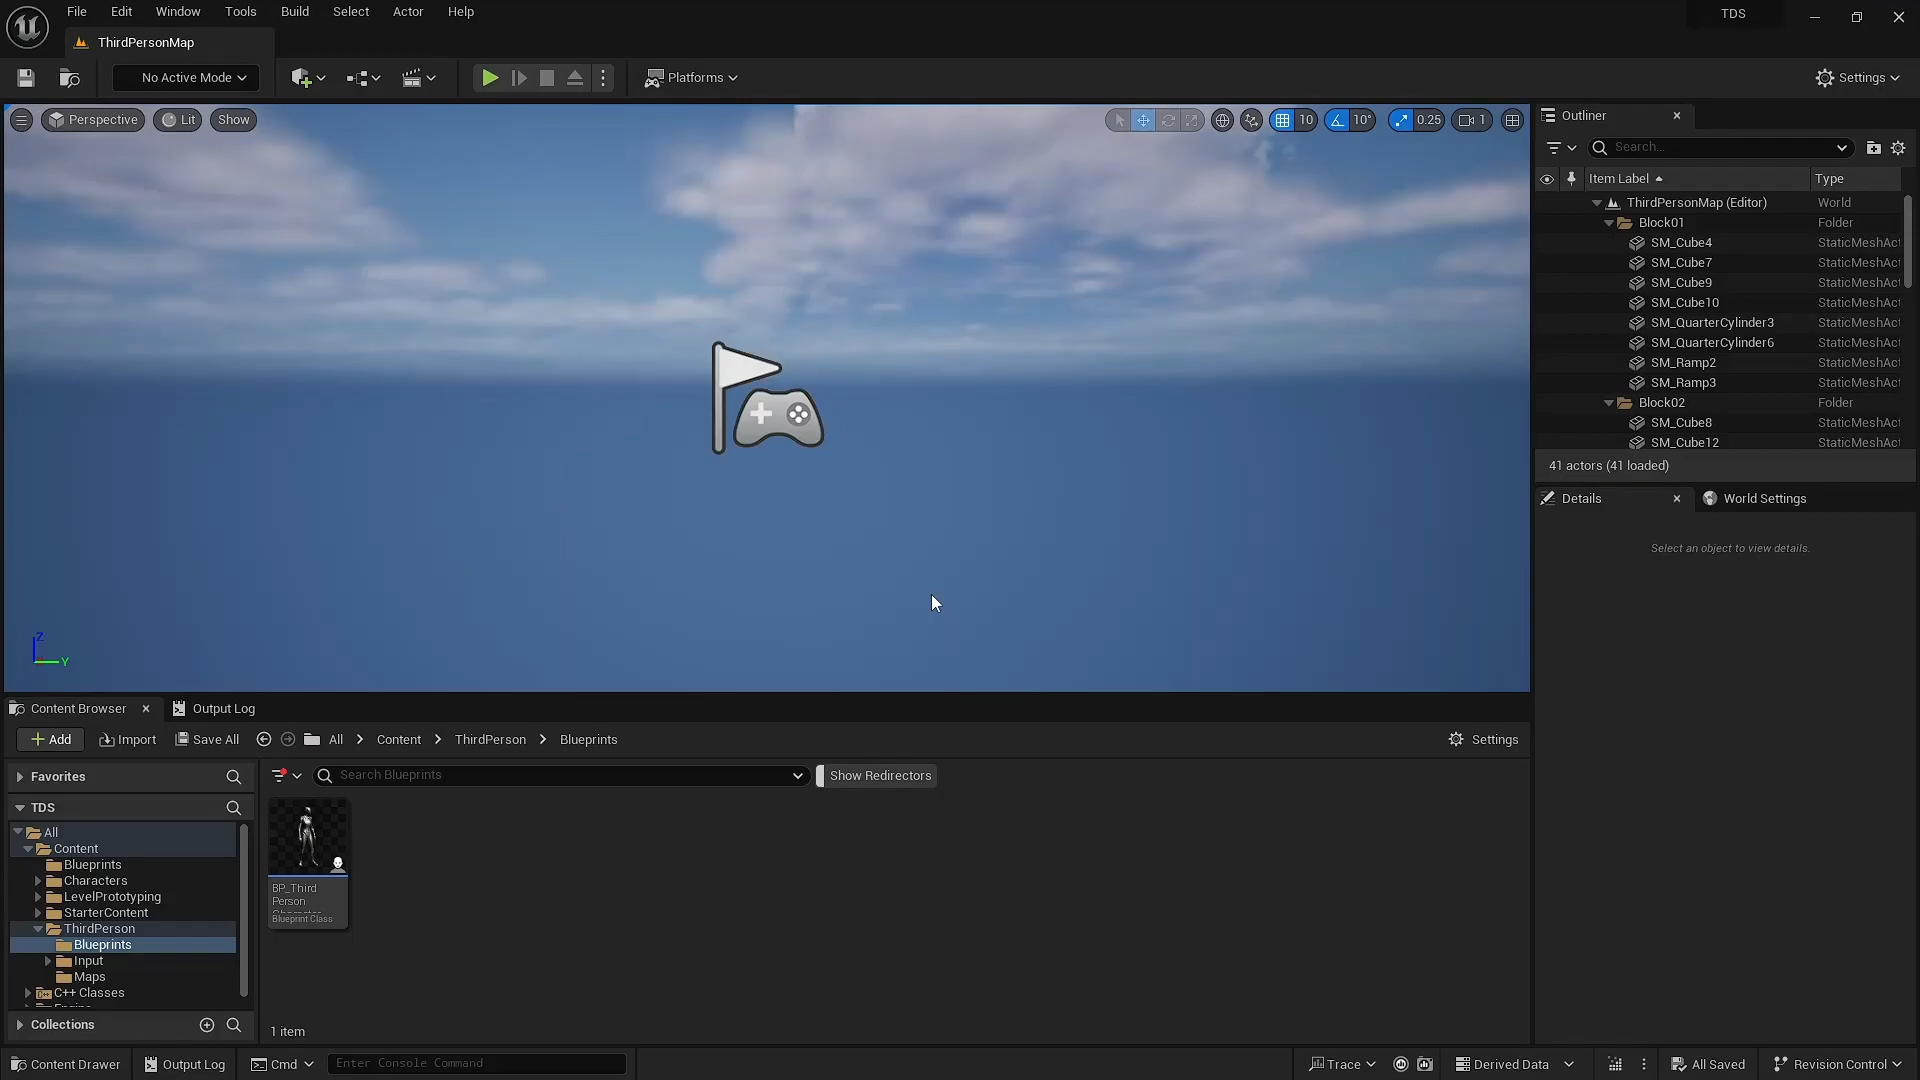 File Edit Window Tools Build Select Actor Help
TDS
ThirdPersonMap
No Active Mode
Platforms
Settings
Perspective
Lit
Show
10
10°
0.25
1
Outliner
Search...
Item Label
Type
ThirdPersonMap (Editor) World
Block01 Folder
SM_Cube4 StaticMeshAct
SM_Cube7 StaticMeshAct
SM_Cube9 StaticMeshAct
SM_Cube10 StaticMeshAct
SM_QuarterCylinder3 StaticMeshAct
SM_QuarterCylinder6 StaticMeshAct
SM_Ramp2 StaticMeshAct
SM_Ramp3 StaticMeshAct
Block02 Folder
SM_Cube8 StaticMeshAct
SM_Cube12 StaticMeshAct
41 actors (41 loaded)
Details
World Settings
Select an object to view details.
Z
Y
Content Browser
Output Log
Add
Import
Save All
All
Content
ThirdPerson
Blueprints
Settings
Favorites
Search Blueprints
Show Redirectors
TDS
All
Content
Blueprints
Characters
LevelPrototyping
StarterContent
ThirdPerson
Blueprints
Input
Maps
C++ Classes
BP_Third
Person
Blueprint Class
Collections
1 item
Content Drawer
Output Log
Cmd
Enter Console Command
Trace
Derived Data
All Saved
Revision Control